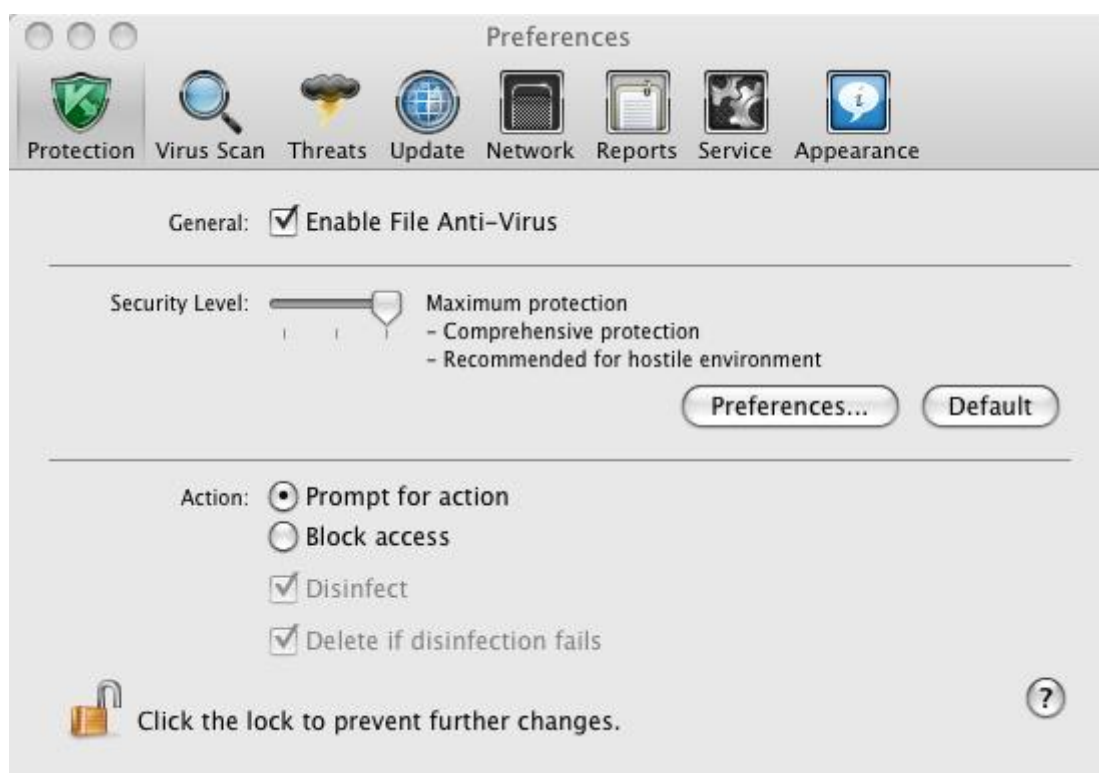 Preferences
Protection Virus Scan Threats Update Network Reports Service Appearance
General: Enable File Anti-Virus
Security Level: Maximum protection
- Comprehensive protection
- Recommended for hostile environment
Preferences... Default
Action: Prompt for action
Block access
Disinfect
Delete if disinfection fails
Click the lock to prevent further changes.
?